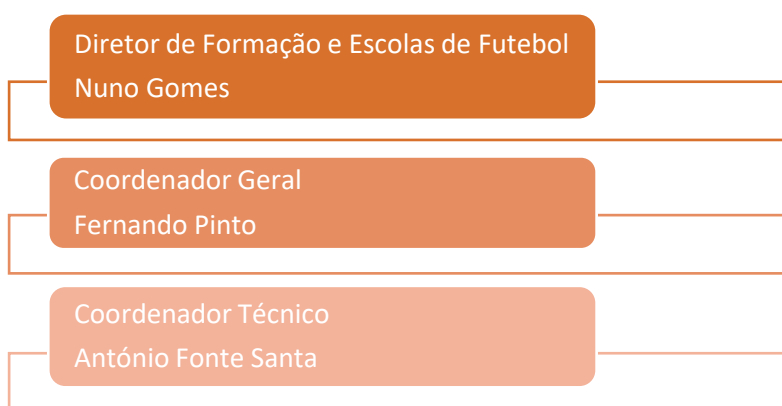 Diretor de Formação e Escolas de Futebol
Nuno Gomes
Coordenador Geral
Fernando Pinto
Coordenador Técnico
António Fonte Santa